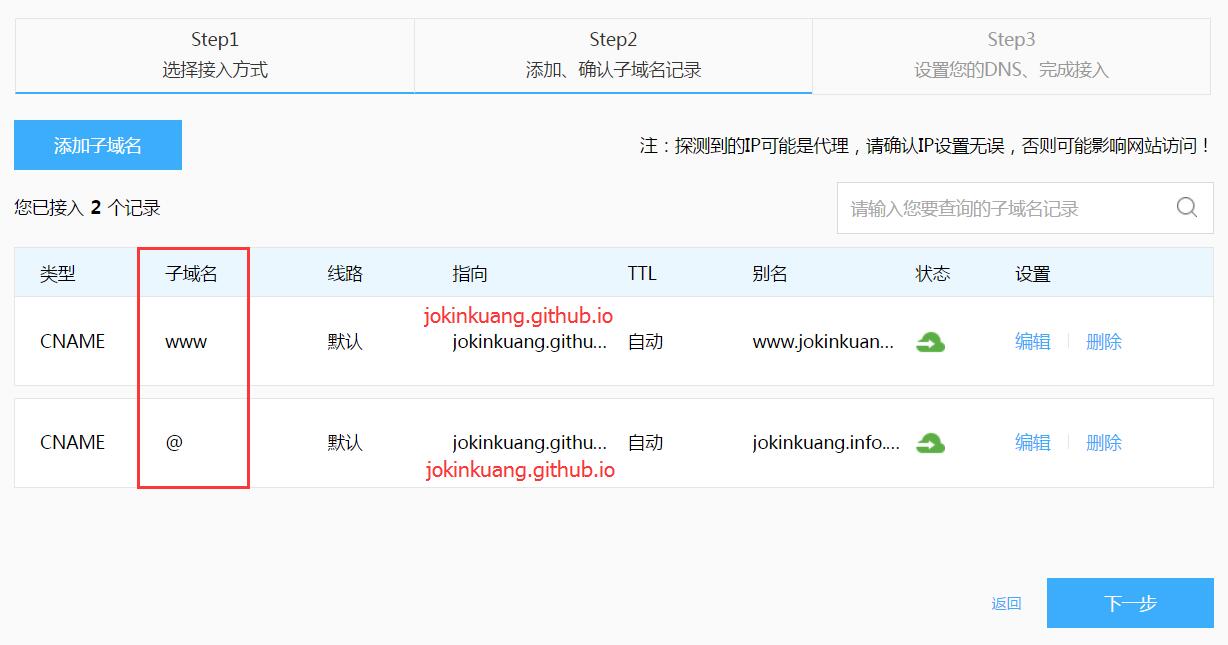 Step1
选择接入方式
Step2
添加、确认子域名记录
Step3
设置您的DNS、完成接入
添加子域名
注：探测到的IP可能是代理，请确认IP设置无误，否则可能影响网站访问！
您已接入 2 个记录
请输入您要查询的子域名记录
类型 子域名 线路 指向 TTL 别名 状态 设置
jokinkuang.github.io
CNAME www 默认 jokinkuang.githu... 自动 www.jokinkuan... 编辑 删除
CNAME @ 默认 jokinkuang.githu... 自动 jokinkuang.info.... 编辑 删除
jokinkuang.github.io
返回 下一步